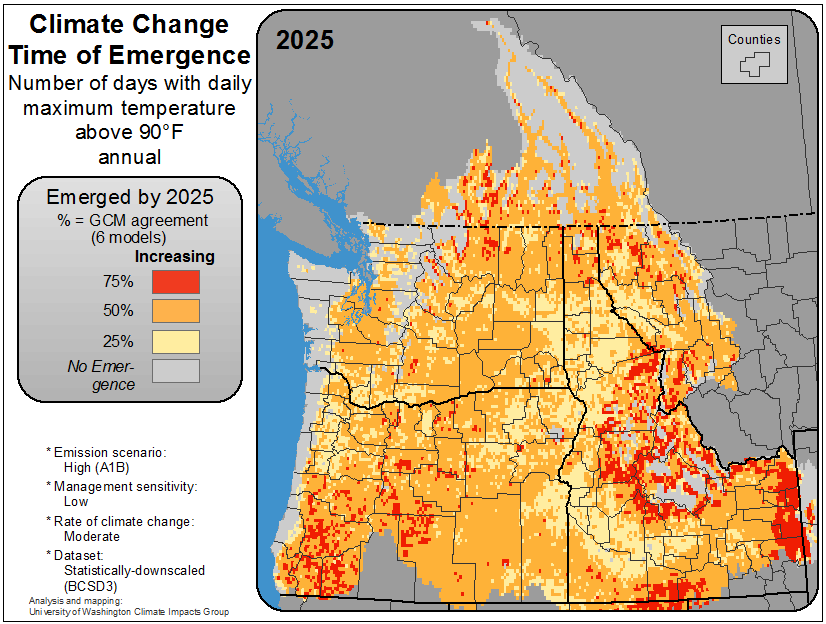 Climate Change
Time of Emergence
Number of days with daily
maximum temperature
above 90°F
annual
Emerged by 2025
% = GCM agreement
(6 models)
Increasing
75%
50%
25%
No Emer-
gence
* Emission scenario:
High (A1B)
* Management sensitivity:
Low
* Rate of climate change:
Moderate
* Dataset:
Statistically-downscaled
(BCSD3)
Analysis and mapping:
University of Washington Climate Impacts Group
2025
Counties